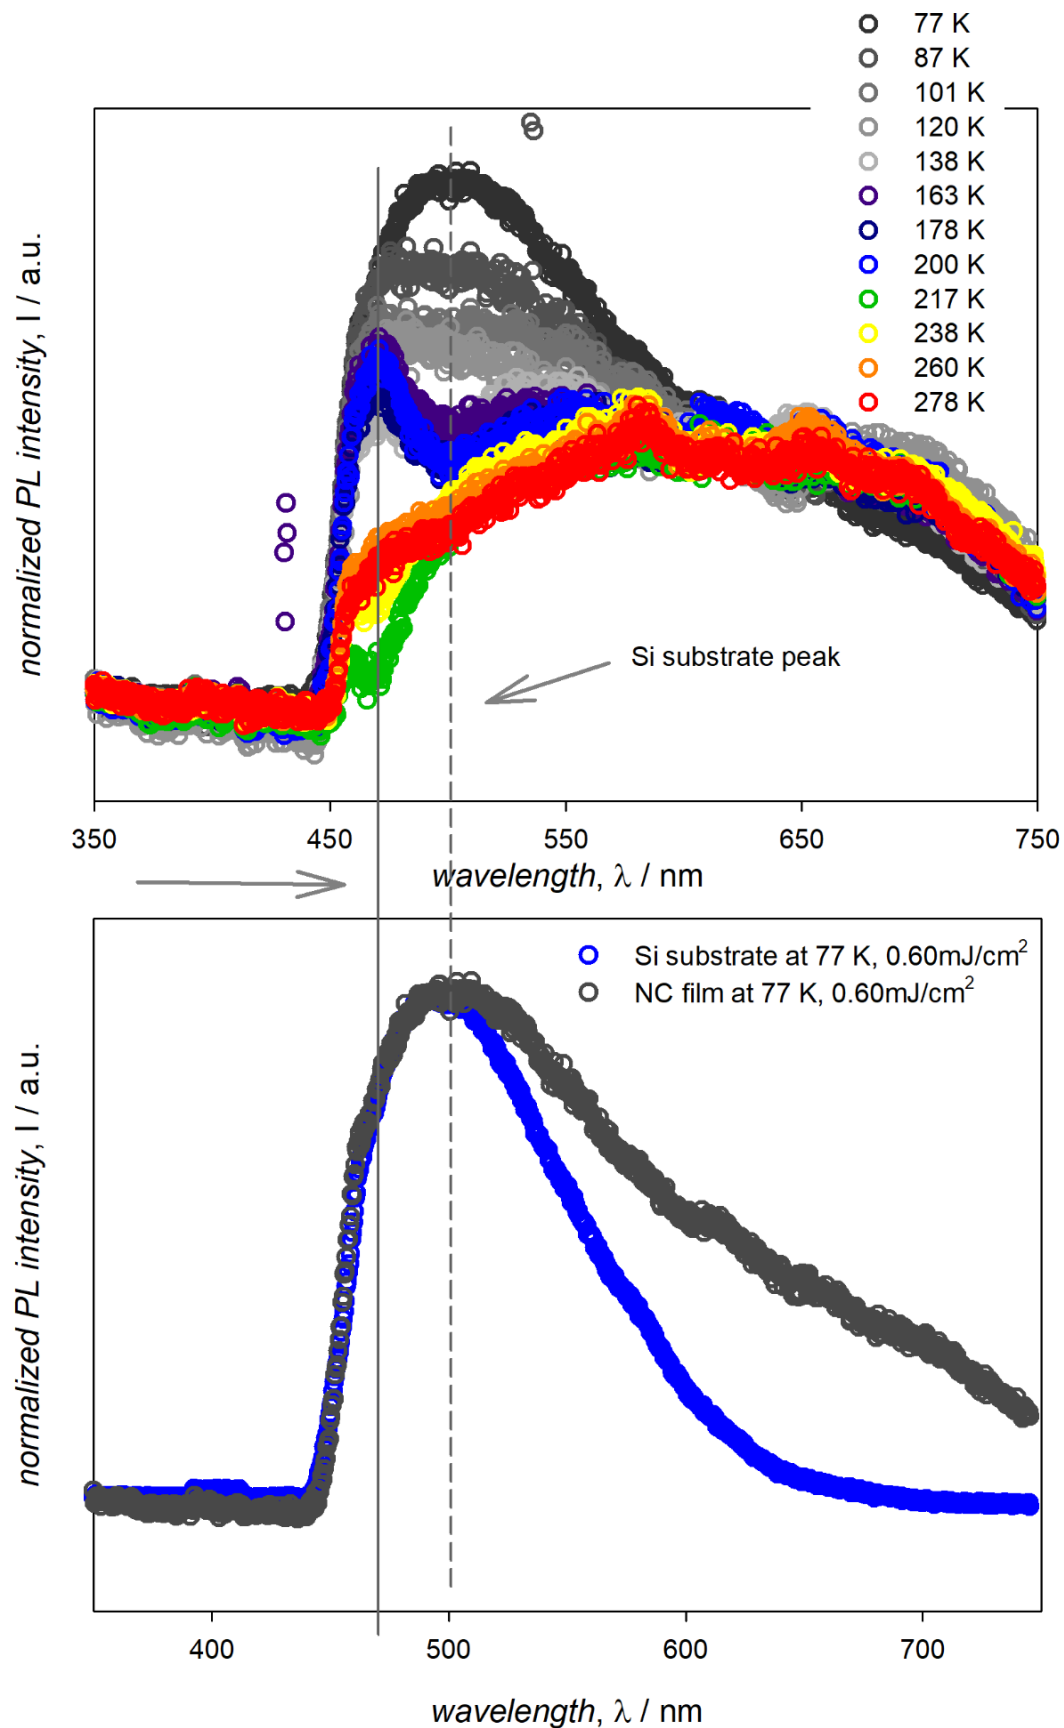 77 K
87 K
101 K
120 K
138 K
163 K
178 K
200 K
217 K
238 K
260 K
278 K
normalized PL intensity, I / a.u.
Si substrate peak
350 450 550 650 750
wavelength, λ / nm
Si substrate at 77 K, 0.60mJ/cm²
NC film at 77 K, 0.60mJ/cm²
normalized PL intensity, I / a.u.
400 500 600 700
wavelength, λ / nm